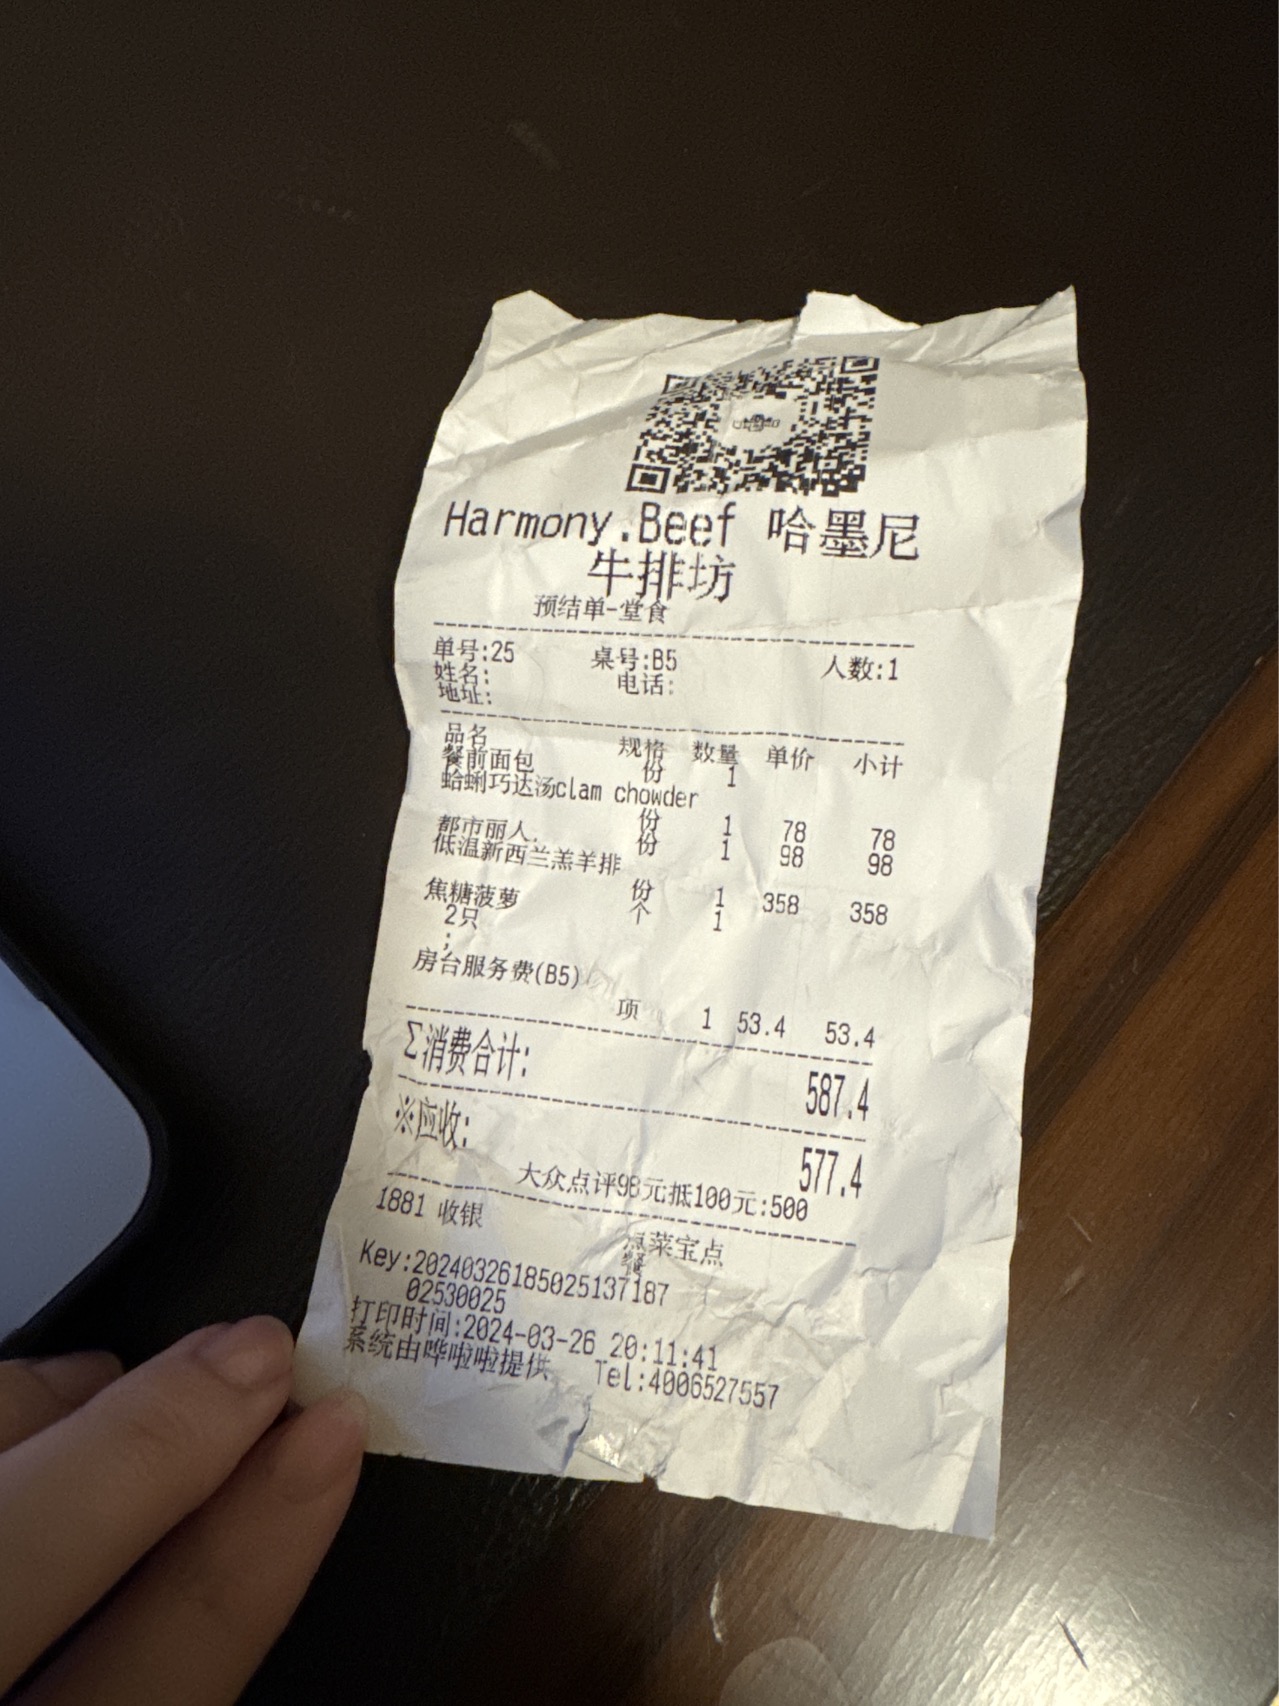 Harmony.Beef 哈墨尼
牛排坊
预结单-堂食
单号:25 桌号:B5 人数:1
姓名: 电话:
地址:
品名 规格 数量 单价 小计
餐前面包 份 1
蛤蜊巧达汤clam chowder
份 1 78 78
都市丽人. 份 1 98 98
低温新西兰羔羊排
份 1 358 358
焦糖菠萝 个 1
2只
;
房台服务费(B5)
项 1 53.4 53.4
Σ消费合计: 587.4
※应收: 577.4
大众点评98元抵100元:500
1881 收银 点菜宝点
餐
Key:20240326185025137187
02530025
打印时间:2024-03-26 20:11:41
系统由哗啦啦提供 Tel:4006527557